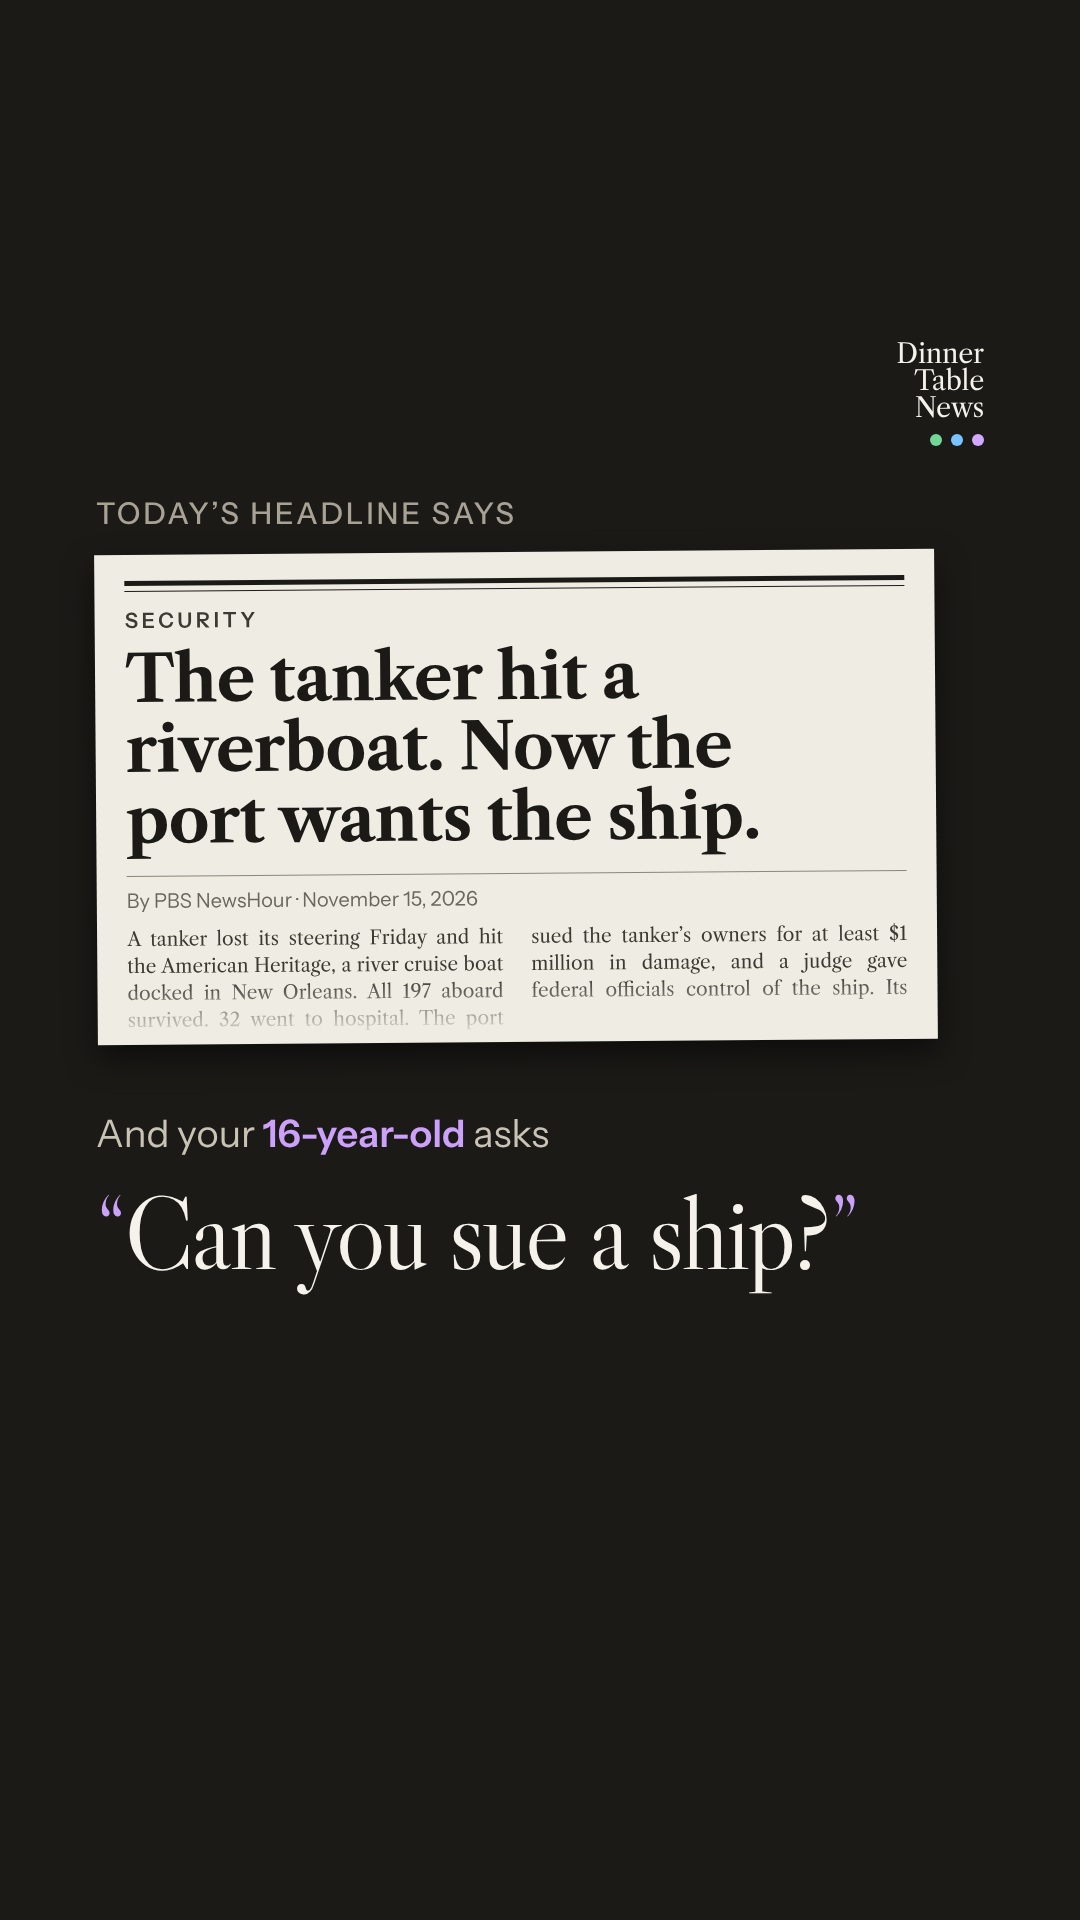 Dinner
Table
News
TODAY’S HEADLINE SAYS
SECURITY
The tanker hit a
riverboat. Now the
port wants the ship.
By PBS NewsHour · November 15, 2026
A tanker lost its steering Friday and hit
the American Heritage, a river cruise boat
docked in New Orleans. All 197 aboard
survived. 32 went to hospital. The port
sued the tanker’s owners for at least $1
million in damage, and a judge gave
federal officials control of the ship. Its
And your 16-year-old asks
“Can you sue a ship?”